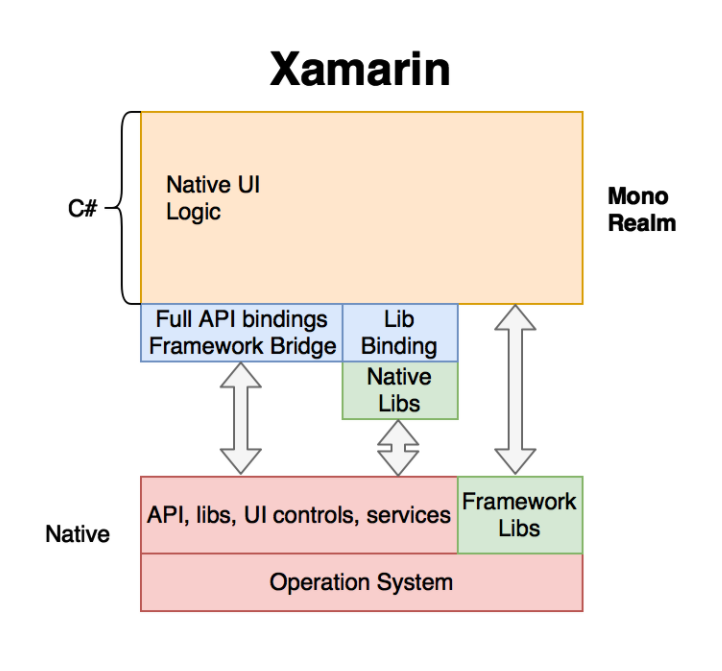 Xamarin
C#
Native UI
Logic
Mono
Realm
Full API bindings
Framework Bridge
Lib
Binding
Native
Libs
Native
API, libs, UI controls, services
Framework
Libs
Operation System